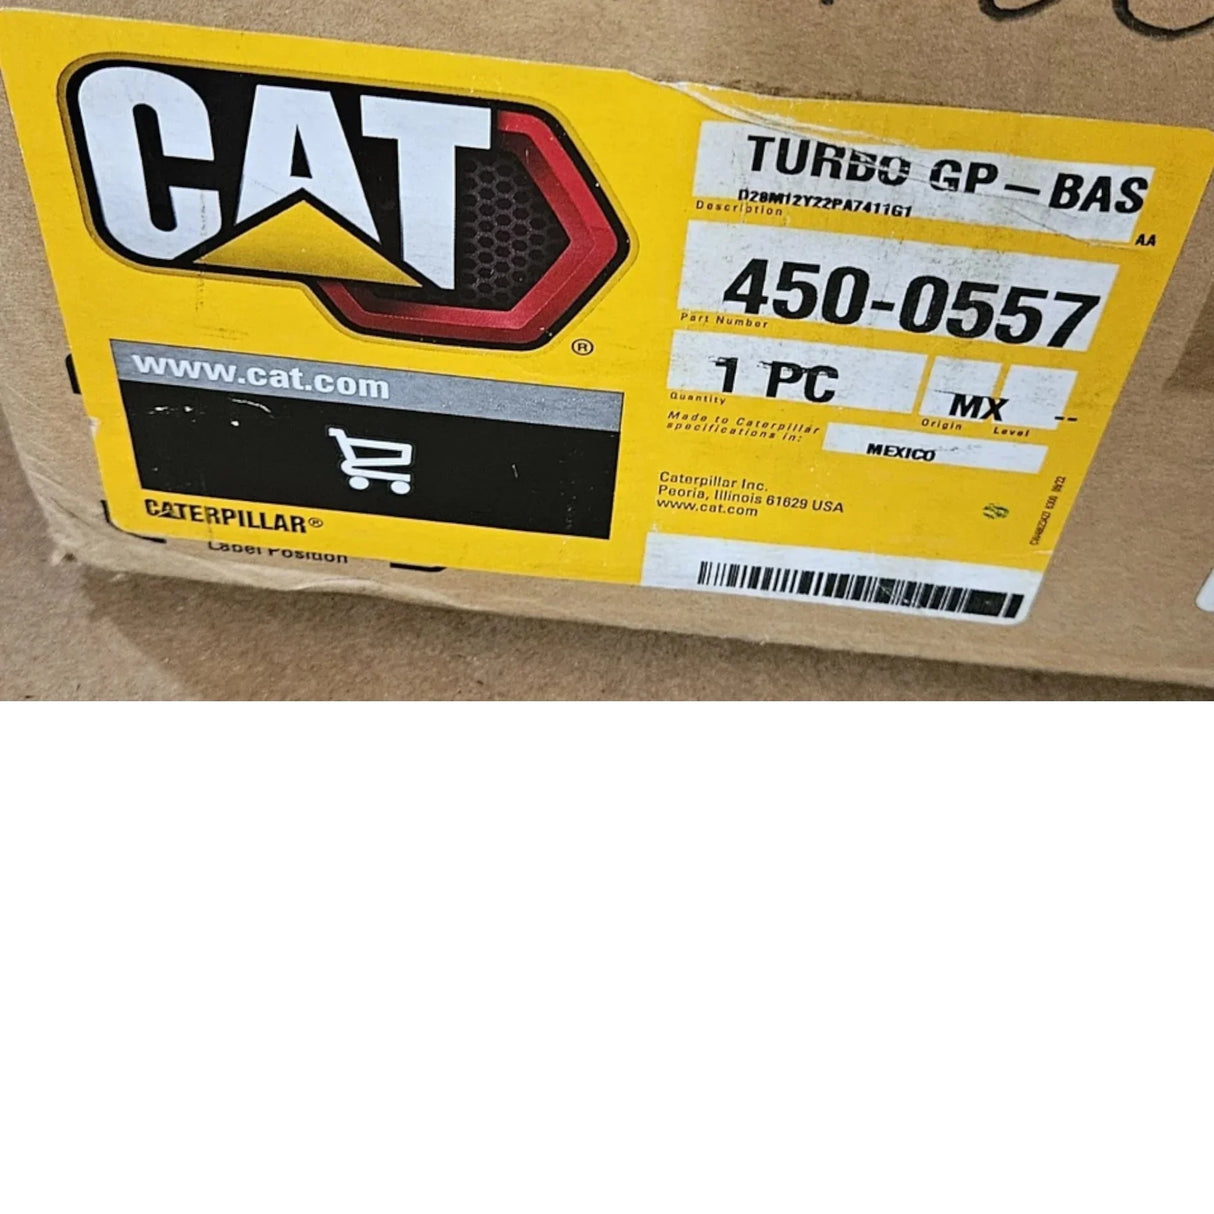 CAT
®
www.cat.com
CATERPILLAR®
Label Position
TURBO GP-BAS
D28M12Y22PA7411G1
Description
AA
450-0557
Part Number
1 PC
Quantity
MX
Origin
--
Level
Made to Caterpillar
specifications in:
MEXICO
Caterpillar Inc.
Peoria, Illinois 61629 USA
www.cat.com